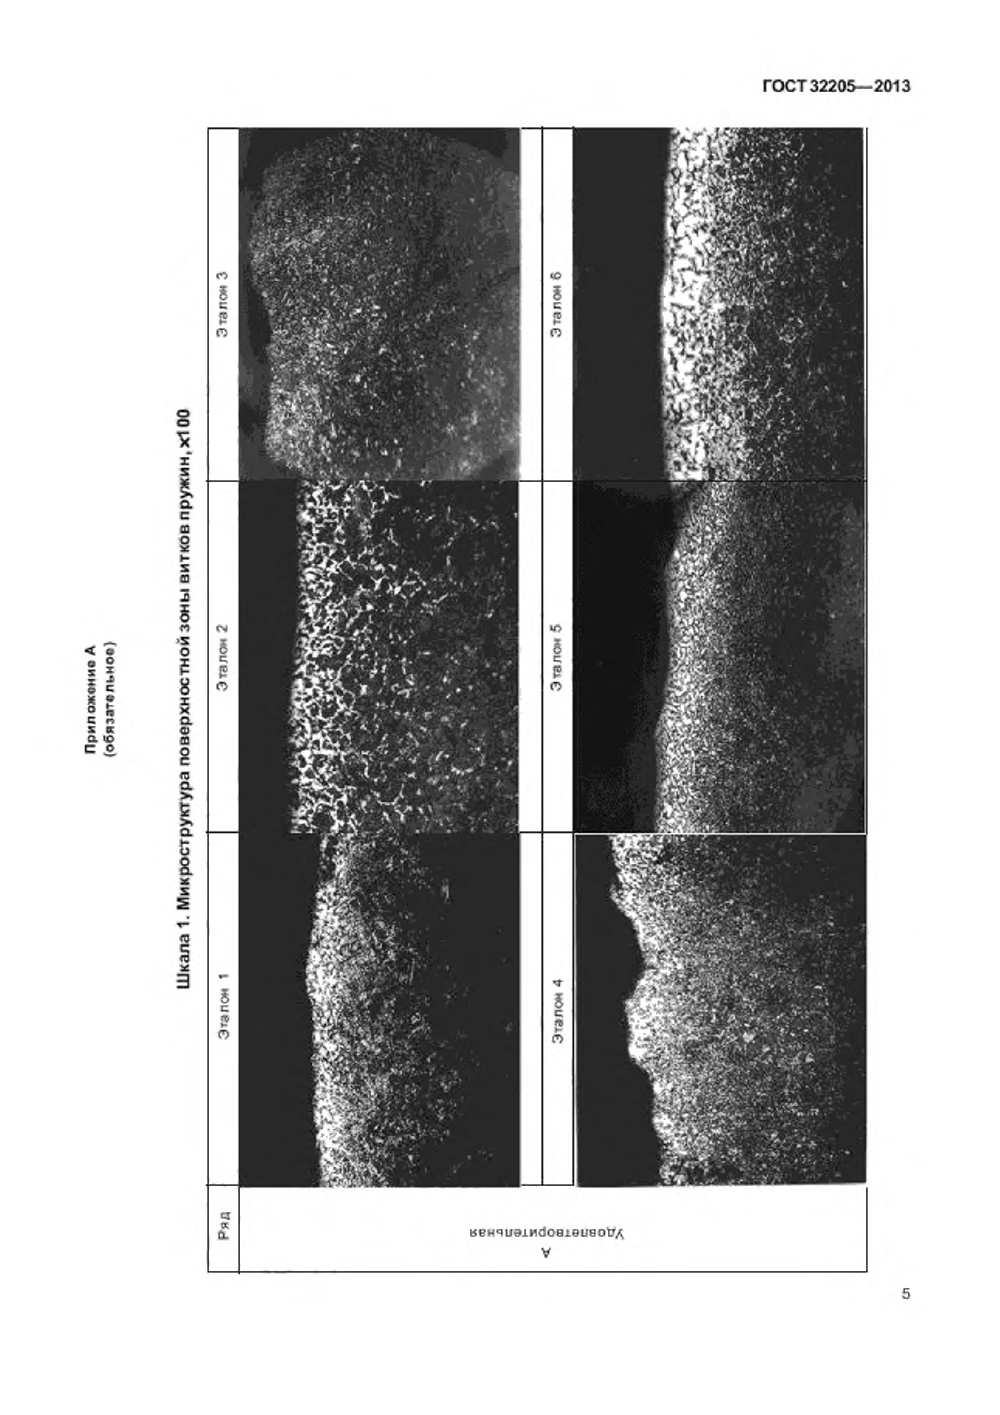 ГОСТ 32205—2013
Приложение А
(обязательное)
Шкала 1. Микроструктура поверхностной зоны витков пружин, х100
Ряд
Эталон 1
Эталон 2
Эталон 3
А
Удовлетворительная
Эталон 4
Эталон 5
Эталон 6
5